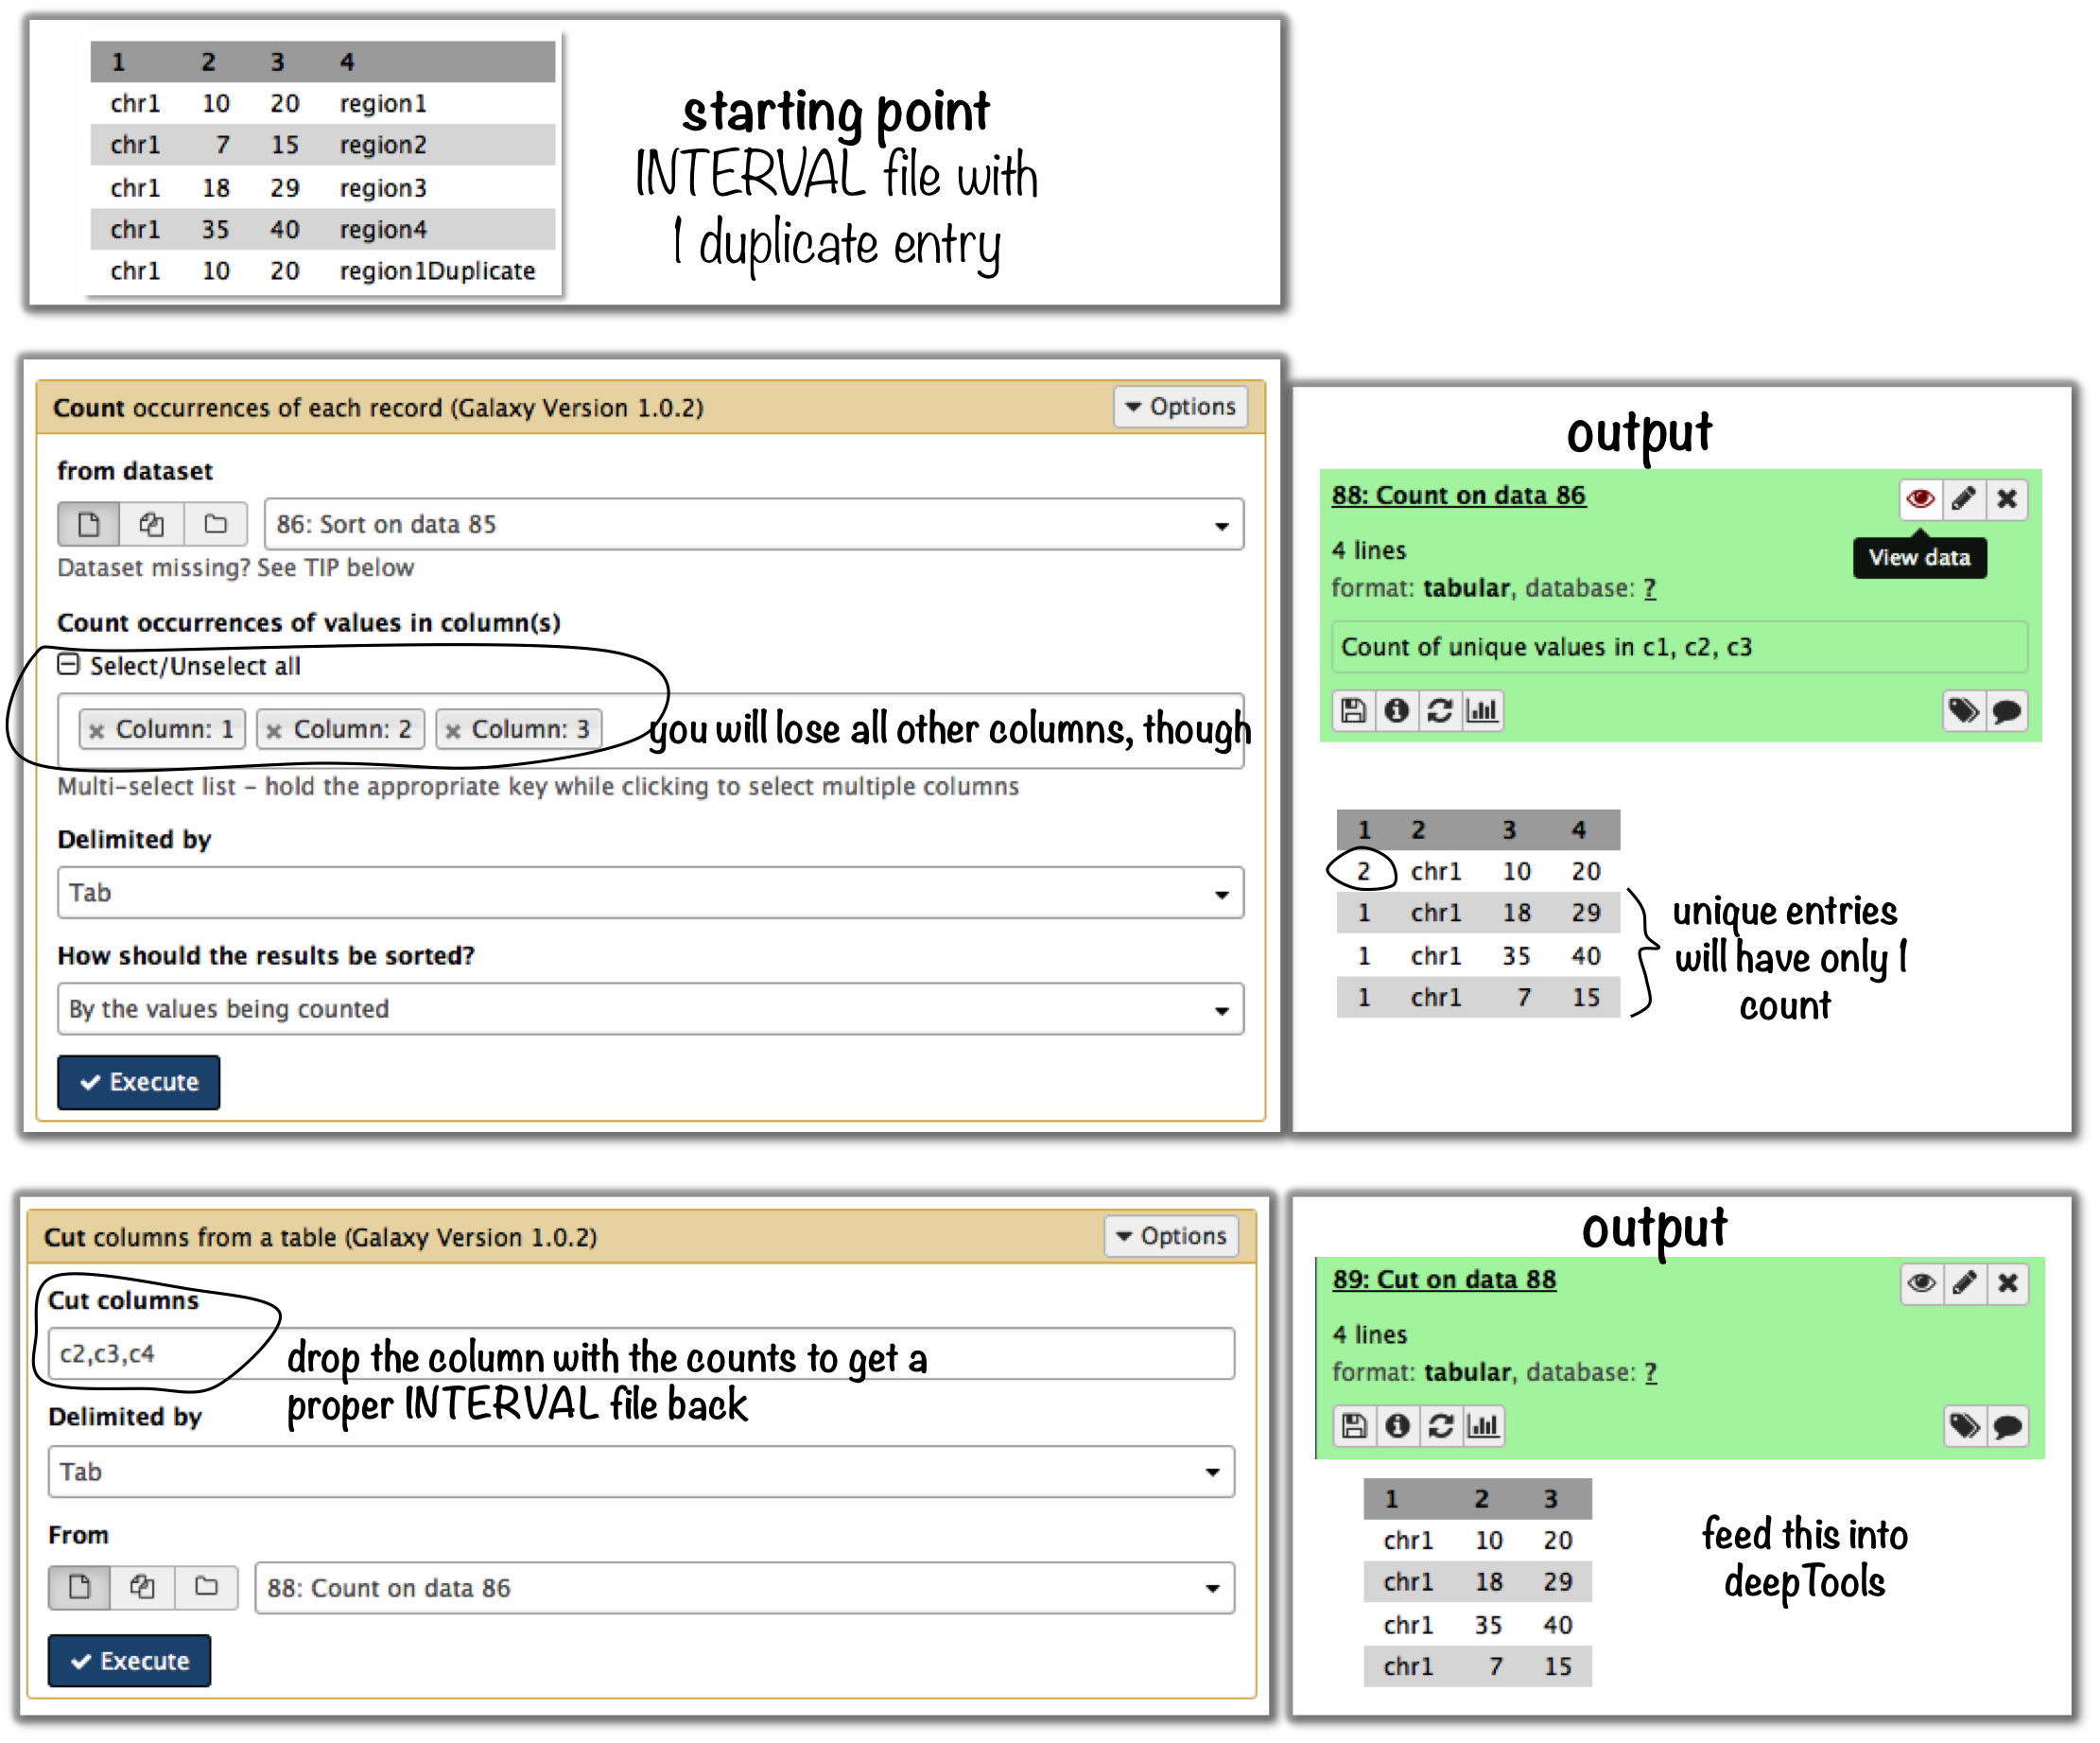 1 2 3 4
chr1 10 20 region1
chr1 7 15 region2
chr1 18 29 region3
chr1 35 40 region4
chr1 10 20 region1Duplicate
starting point
INTERVAL file with
1 duplicate entry
Count occurrences of each record (Galaxy Version 1.0.2)
Options
from dataset
86: Sort on data 85
Dataset missing? See TIP below
Count occurrences of values in column(s)
Select/Unselect all
Column: 1 Column: 2 Column: 3
you will lose all other columns, though
Multi-select list - hold the appropriate key while clicking to select multiple columns
Delimited by
Tab
How should the results be sorted?
By the values being counted
Execute
output
88: Count on data 86
4 lines
View data
format: tabular, database: ?
Count of unique values in c1, c2, c3
1 2 3 4
2 chr1 10 20
1 chr1 18 29
1 chr1 35 40
1 chr1 7 15
unique entries
will have only 1
count
Cut columns from a table (Galaxy Version 1.0.2)
Options
Cut columns
c2,c3,c4
drop the column with the counts to get a
proper INTERVAL file back
Delimited by
Tab
From
88: Count on data 86
Execute
output
89: Cut on data 88
4 lines
format: tabular, database: ?
1 2 3
chr1 10 20
chr1 18 29
chr1 35 40
chr1 7 15
feed this into
deepTools